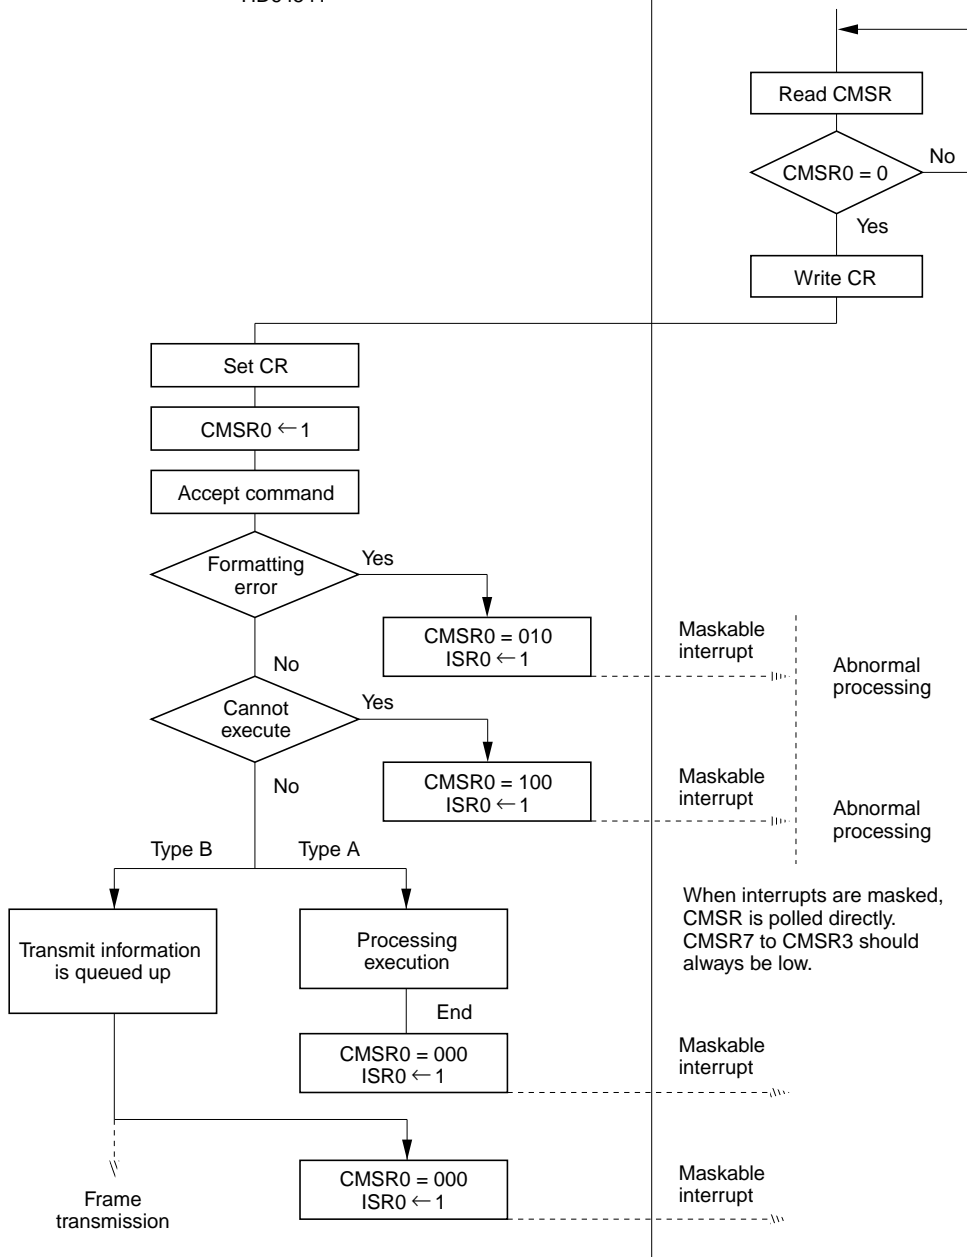 Read CMSR
CMSR0 = 0
No
Yes
Write CR
Set CR
CMSR0 ← 1
Accept command
Formatting
error
Yes
CMSR0 = 010
ISR0 ← 1
Maskable
interrupt
Abnormal
processing
No
Cannot
execute
Yes
CMSR0 = 100
ISR0 ← 1
Maskable
interrupt
Abnormal
processing
No
Type B
Type A
When interrupts are masked,
CMSR is polled directly.
CMSR7 to CMSR3 should
always be low.
Transmit information
is queued up
Processing
execution
End
CMSR0 = 000
ISR0 ← 1
Maskable
interrupt
CMSR0 = 000
ISR0 ← 1
Maskable
interrupt
Frame
transmission